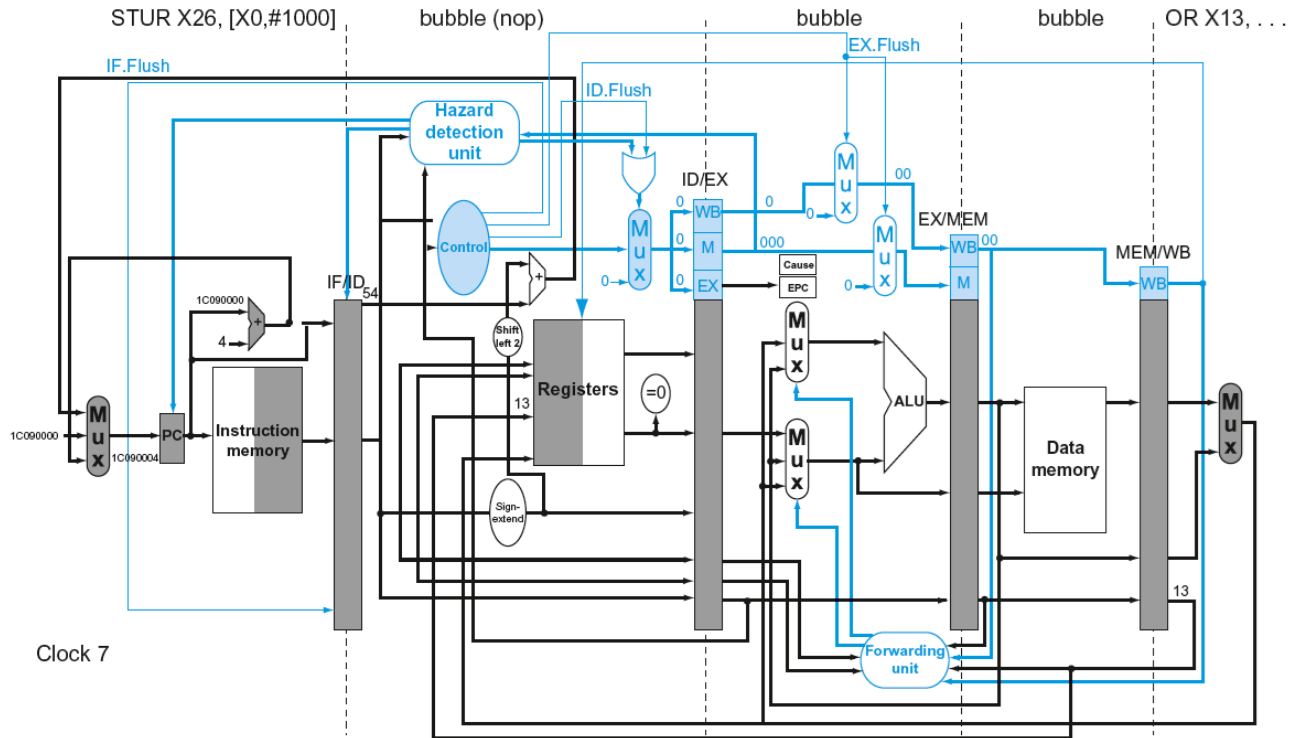 STUR X26, [X0,#1000]
bubble (nop)
bubble
bubble
OR X13, . . .
EX.Flush
IF.Flush
ID.Flush
Hazard
detection
unit
M
u
x
ID/EX
00
0
0
WB
0
0
EX/MEM
Control
M
u
x
0
M
000
M
u
x
WB
00
MEM/WB
Cause
IF/ID
54
+
0
0
EX
EPC
0
M
WB
1C090000
+
4
Shift
left 2
M
u
x
Registers
=0
ALU
13
M
u
x
1C090000
1C090004
PC
Instruction
memory
M
u
x
Data
memory
M
u
x
Sign-
extend
13
Clock 7
Forwarding
unit